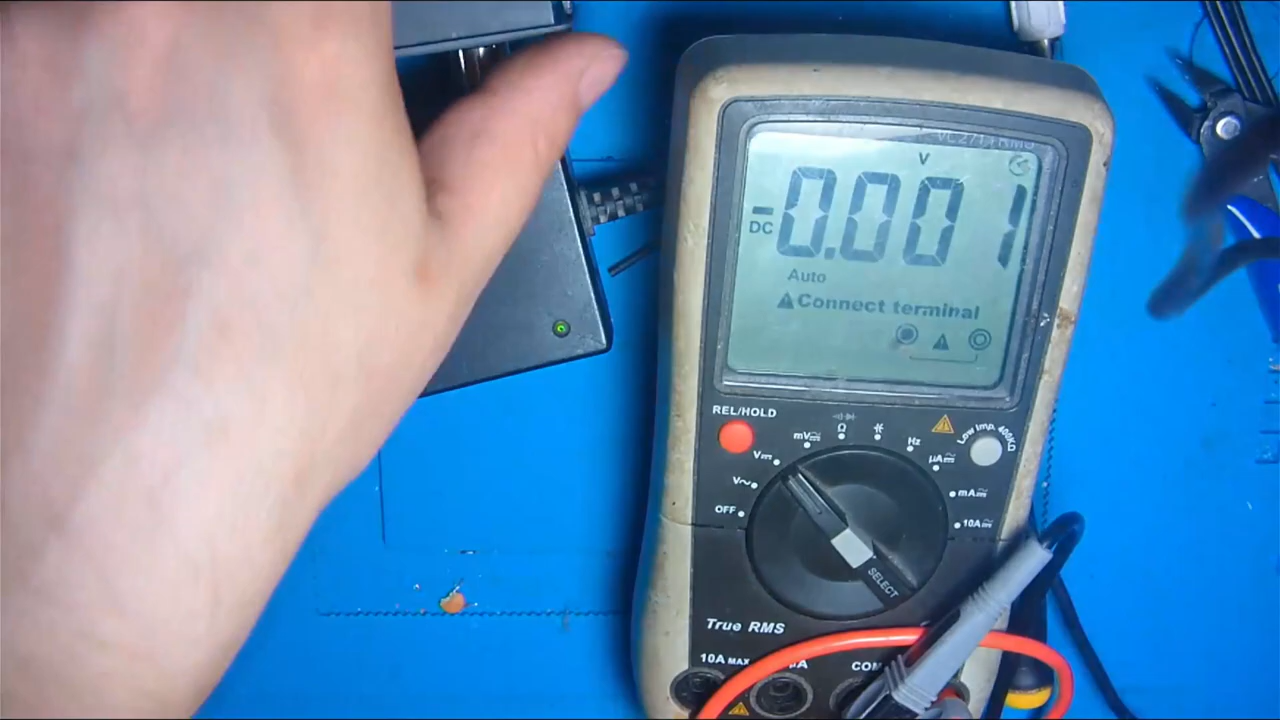 V
-0.001
DC
Auto
Connect terminal
REL/HOLD
mV
Ω
Hz
µA
Low Imp. 400KΩ
V
V~
mA
OFF
10A
SELECT
True RMS
10A MAX
COM